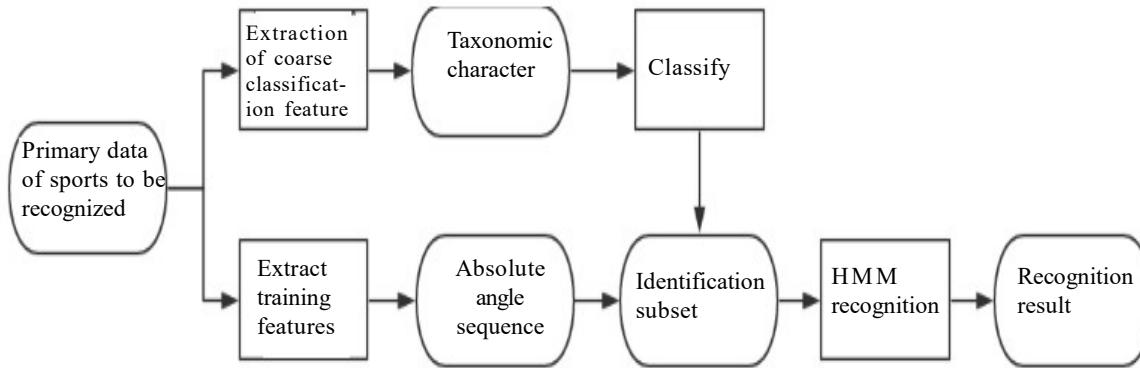 Extraction
of coarse
classificat-
ion feature
Taxonomic
character
Classify
Primary data
of sports to be
recognized
Extract
training
features
Absolute
angle
sequence
Identification
subset
HMM
recognition
Recognition
result